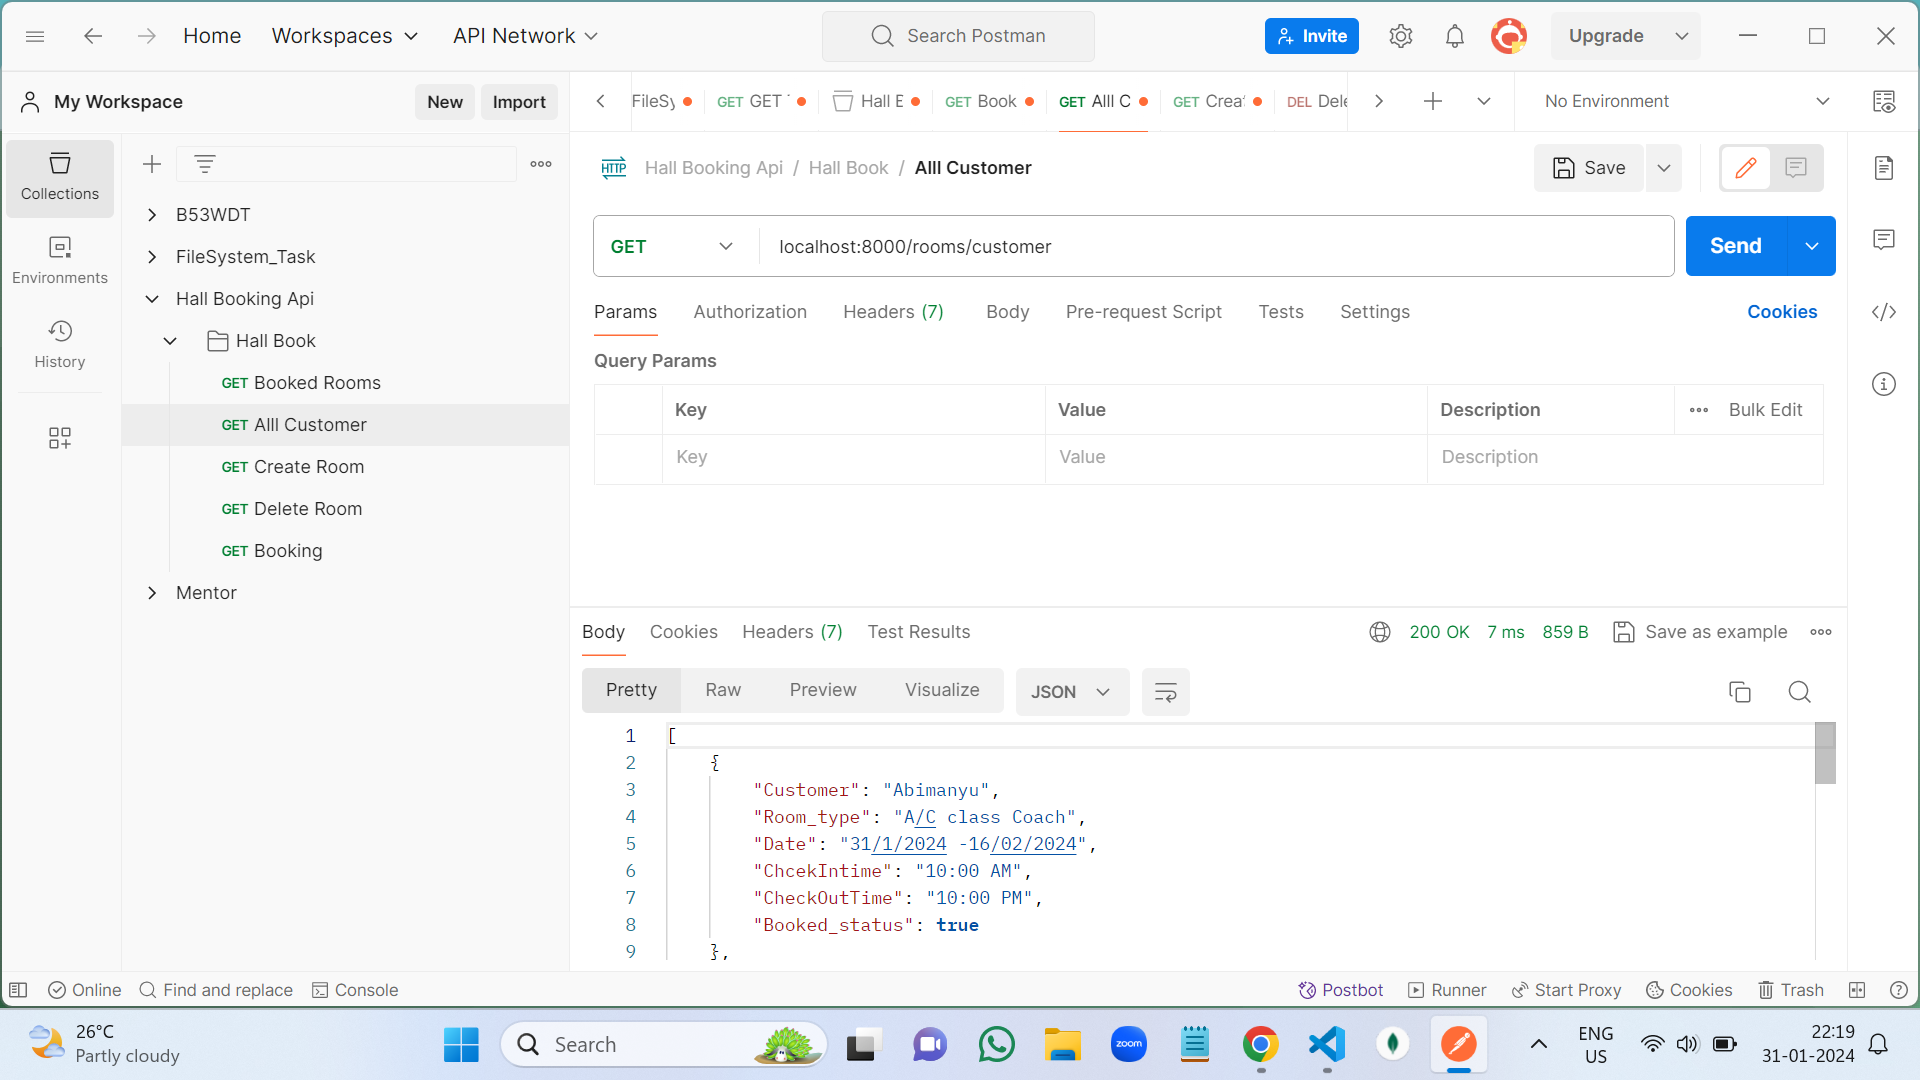 Home
Workspaces
API Network
Search Postman
Invite
Upgrade
My Workspace
New
Import
FileSy
GET GET
Hall E
GET Book
GET Alll C
GET Crea
DEL Dele
No Environment
Collections
Environments
History
B53WDT
FileSystem_Task
Hall Booking Api
Hall Book
GET Booked Rooms
GET Alll Customer
GET Create Room
GET Delete Room
GET Booking
Mentor
HTTP
Hall Booking Api / Hall Book / Alll Customer
Save
GET
localhost:8000/rooms/customer
Send
Params
Authorization
Headers (7)
Body
Pre-request Script
Tests
Settings
Cookies
Query Params
Key
Value
Description
Bulk Edit
Key
Value
Description
Body
Cookies
Headers (7)
Test Results
200 OK
7 ms
859 B
Save as example
Pretty
Raw
Preview
Visualize
JSON
1 [
2 {
3 "Customer": "Abimanyu",
4 "Room_type": "A/C class Coach",
5 "Date": "31/1/2024 -16/02/2024",
6 "ChcekIntime": "10:00 AM",
7 "CheckOutTime": "10:00 PM",
8 "Booked_status": true
9 },
Online
Find and replace
Console
Postbot
Runner
Start Proxy
Cookies
Trash
26°C
Partly cloudy
Search
zoom
ENG
US
22:19
31-01-2024